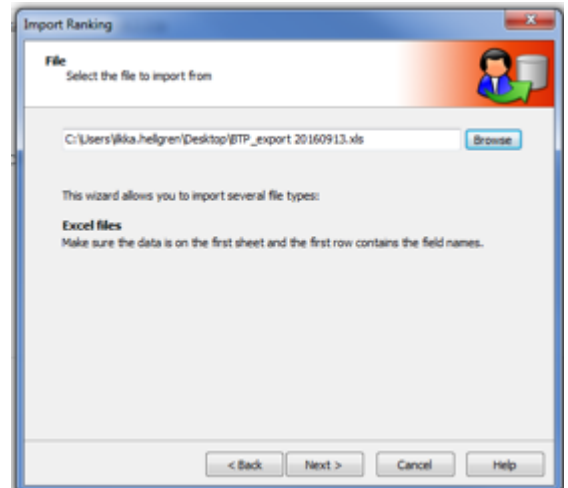 Import Ranking
File
Select the file to import from
C:\Users\ilkka.hellgren\Desktop\BTP_export 20160913.xls
Browse
This wizard allows you to import several file types:
Excel files
Make sure the data is on the first sheet and the first row contains the field names.
< Back
Next >
Cancel
Help